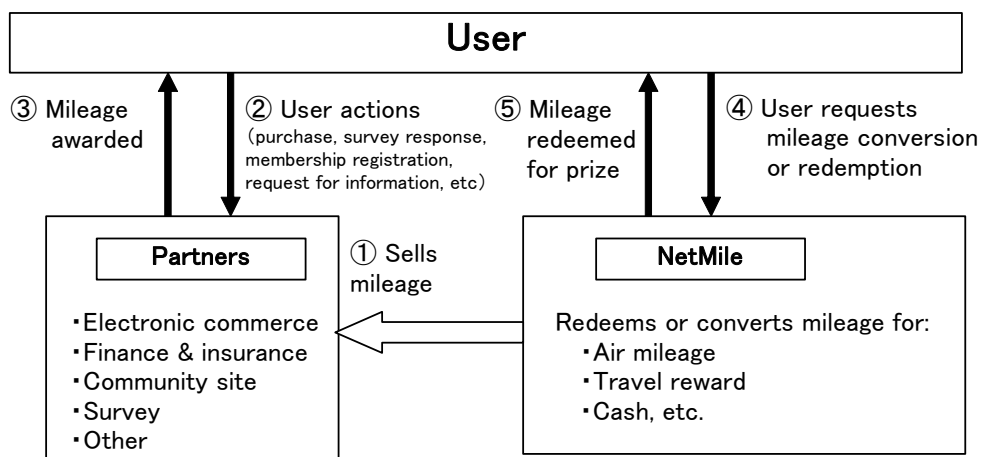 User
③ Mileage
awarded
② User actions
(purchase, survey response,
membership registration,
request for information, etc)
⑤ Mileage
redeemed
for prize
④ User requests
mileage conversion
or redemption
Partners
・Electronic commerce
・Finance & insurance
・Community site
・Survey
・Other
① Sells
mileage
NetMile
Redeems or converts mileage for:
・Air mileage
・Travel reward
・Cash, etc.